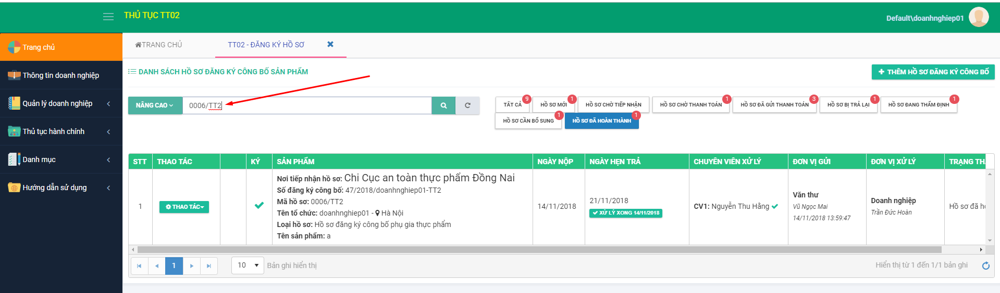 THỦ TỤC TT02
Default\doanhnghiep01
Trang chủ
Thông tin doanh nghiệp
Quản lý doanh nghiệp
Thủ tục hành chính
Danh mục
Hướng dẫn sử dụng
TRANG CHỦ
TT02 - ĐĂNG KÝ HỒ SƠ
DANH SÁCH HỒ SƠ ĐĂNG KÝ CÔNG BỐ SẢN PHẨM
THÊM HỒ SƠ ĐĂNG KÝ CÔNG BỐ
NÂNG CAO
0006/TT2
TẤT CẢ 9
HỒ SƠ MỚI 1
HỒ SƠ CHỜ TIẾP NHẬN
HỒ SƠ CHỜ THANH TOÁN 1
HỒ SƠ ĐÃ GỬI THANH TOÁN 3
HỒ SƠ BỊ TRẢ LẠI 1
HỒ SƠ ĐANG THẨM ĐỊNH 1
HỒ SƠ CẦN BỔ SUNG 1
HỒ SƠ ĐÃ HOÀN THÀNH 1
STT THAO TÁC KÝ SẢN PHẨM NGÀY NỘP NGÀY HẸN TRẢ CHUYÊN VIÊN XỬ LÝ ĐƠN VỊ GỬI ĐƠN VỊ XỬ LÝ TRẠNG THÁ
1
THAO TÁC
Nơi tiếp nhận hồ sơ: Chi Cục an toàn thực phẩm Đồng Nai
Số đăng ký công bố: 47/2018/doanhnghiep01-TT2
Mã hồ sơ: 0006/TT2
Tên tổ chức: doanhnghiep01 - Hà Nội
Loại hồ sơ: Hồ sơ đăng ký công bố phụ gia thực phẩm
Tên sản phẩm: a
14/11/2018
21/11/2018
XỬ LÝ XONG 14/11/2018
CV1: Nguyễn Thu Hằng
Văn thư
Vũ Ngọc Mai
14/11/2018 13:59:47
Doanh nghiệp
Trần Đức Hoàn
Hồ sơ đã ho
1
10
Bản ghi hiển thị
Hiển thị từ 1 đến 1/1 bản ghi